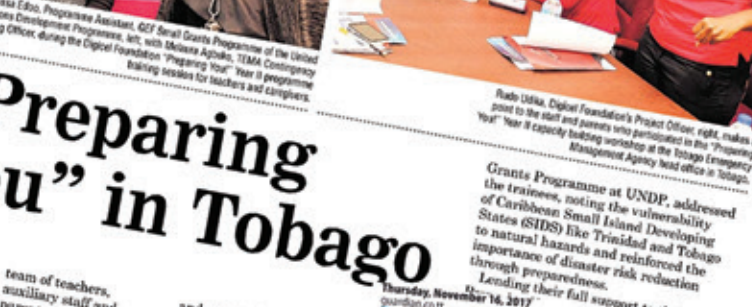 Edoo, Programme Assistant, GEF Small Grants Programme of the United
Development Programme, left, with Melissa TEMA Contingency
Officer, during the Digicel Foundation "Preparing You!" Year II programme
training session for teachers and caregivers.
Rudo Udika, Digicel Foundation's Project Officer, right, makes
point to the staff and parents who participated in the "Preparing
You!" Year II capacity building workshop at the Tobago Emergency
Management Agency head office in Tobago.
Preparing
u" in Tobago
Grants Programme at UNDP, addressed
the trainees, noting the vulnerability
of Caribbean Small Island Developing
States (SIDS) like Trinidad and Tobago
to natural hazards and reinforced the
importance of disaster risk reduction
through preparedness.
Lending their full support
team of teachers,
auxiliary staff and
Thursday, November 16, 2017
guardian.co.tt